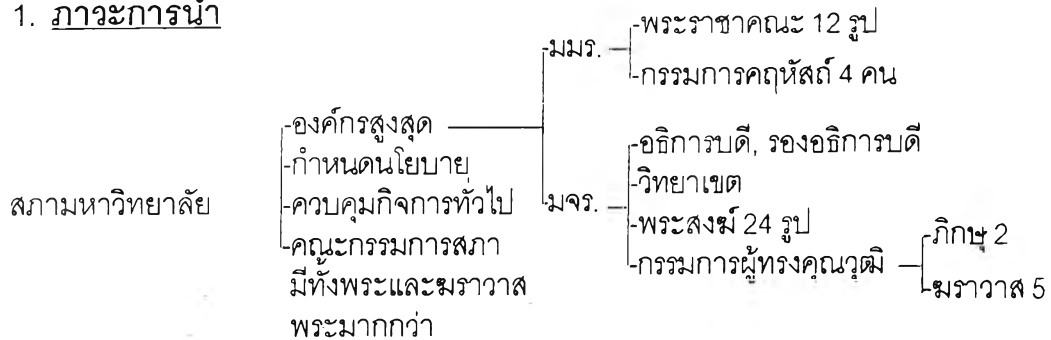 1. ภาวะการนำ
สภามหาวิทยาลัย
-องค์กรสูงสุด
-กำหนดนโยบาย
-ควบคุมกิจการทั่วไป
-คณะกรรมการสภา
มีทั้งพระและฆราวาส
พระมากกว่า
-มมร.
-พระราชาคณะ 12 รูป
-กรรมการคฤหัสถ์ 4 คน
-มจร.
-อธิการบดี, รองอธิการบดี
-วิทยาเขต
-พระสงฆ์ 24 รูป
-กรรมการผู้ทรงคุณวุฒิ
-ภิกษุ 2
-ฆราวาส 5